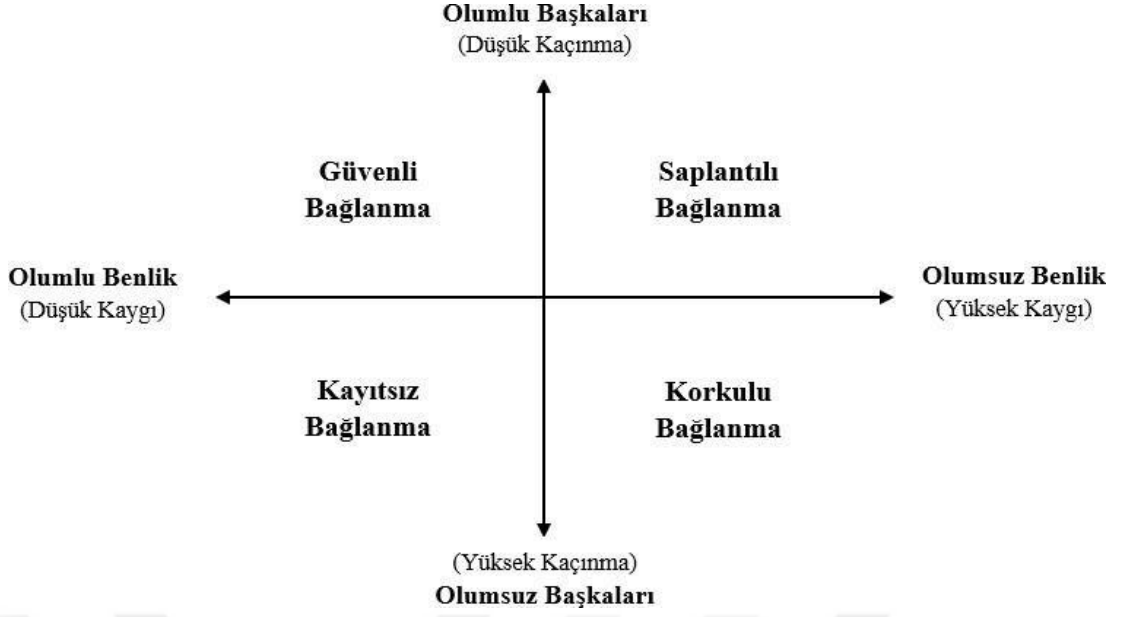 Olumlu Başkaları
(Düşük Kaçınma)
Güvenli
Bağlanma
Saplantılı
Bağlanma
Olumlu Benlik
(Düşük Kaygı)
Olumsuz Benlik
(Yüksek Kaygı)
Kayıtsız
Bağlanma
Korkulu
Bağlanma
(Yüksek Kaçınma)
Olumsuz Başkaları